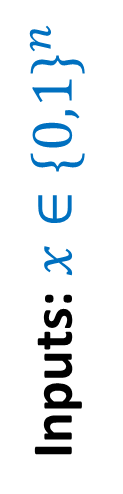 Inputs: 𝑥 ∈ {0,1}ⁿ